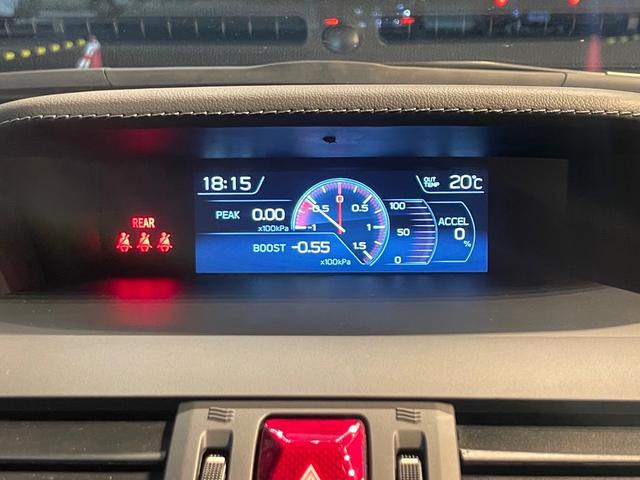 18:15
OUT TEMP 20℃
REAR
PEAK 0.00
x100kPa
BOOST -0.55
x100kPa
0
-0.5 0.5
-1 1
1.5
100
50
0
ACCEL
0
%